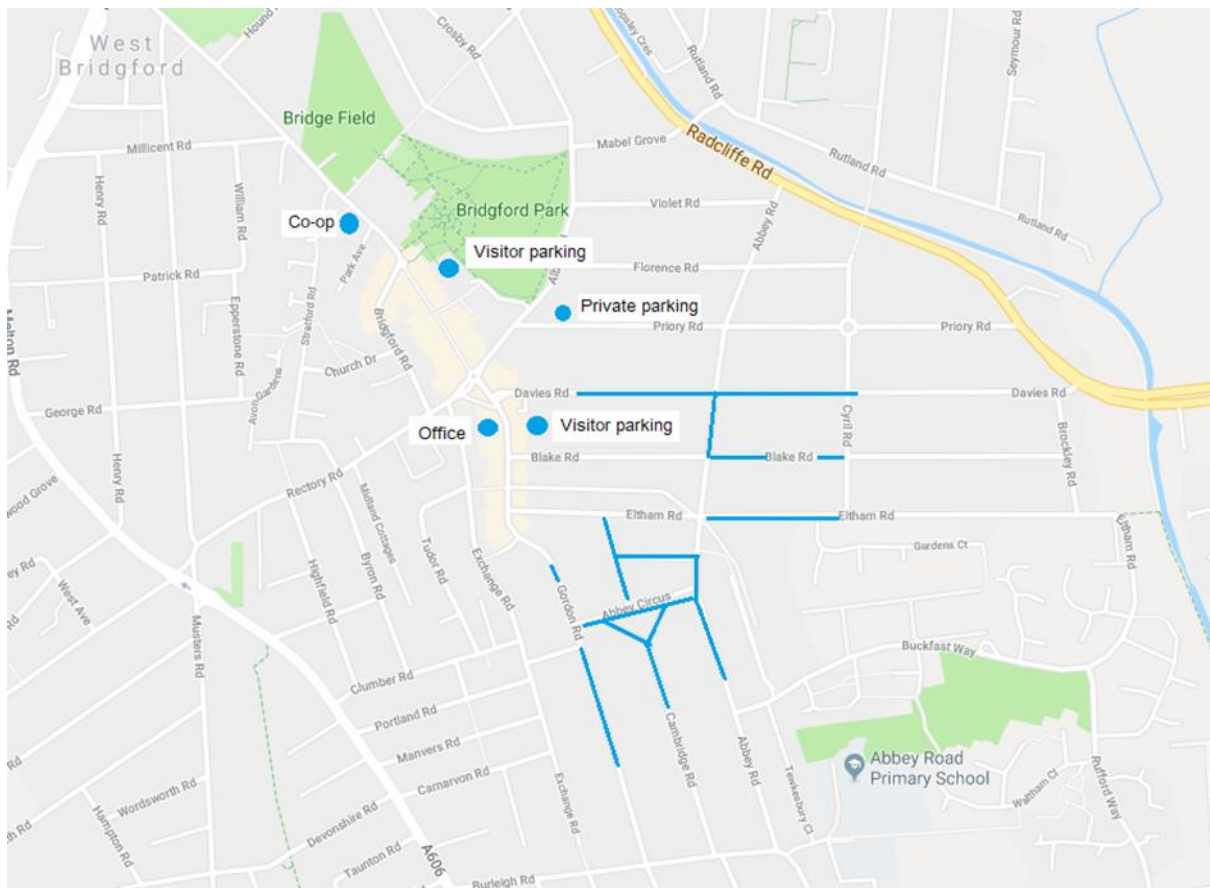 West
Bridgford
Hound
Crosby Rd
Rutland Rd
Seymour Rd
Bridge Field
Millicent Rd
Mabel Grove
Radcliffe Rd
Rutland Rd
Henry Rd
William Rd
Violet Rd
Abbey Rd
Bridgford Park
Co-op
Rutland Rd
Park Ave
Visitor parking
Florence Rd
Patrick Rd
Epperstone Rd
Stratford Rd
Private parking
Priory Rd
Priory Rd
Melton Rd
Bridgford Rd
Church Dr
Davies Rd
Davies Rd
George Rd
Avon Gardens
Cyril Rd
Office
Visitor parking
Brockley Rd
Blake Rd
Blake Rd
Henry Rd
Rectory Rd
wood Grove
Midland Cottages
Eltham Rd
Eltham Rd
Eltham Rd
Gardens Ct
Tudor Rd
Exchange Rd
Byron Rd
Highfield Rd
West Ave
Gordon Rd
Abbey Circus
Musters Rd
Buckfast Way
Clumber Rd
Portland Rd
Cambridge Rd
Abbey Rd
Manvers Rd
Abbey Road
Primary School
Carnarvon Rd
Tewkesbury Ct
Waltham Ct
Rufford Way
Wordsworth Rd
Exchange Rd
Hampton Rd
Devonshire Rd
A606
Taunton Rd
Burleigh Rd